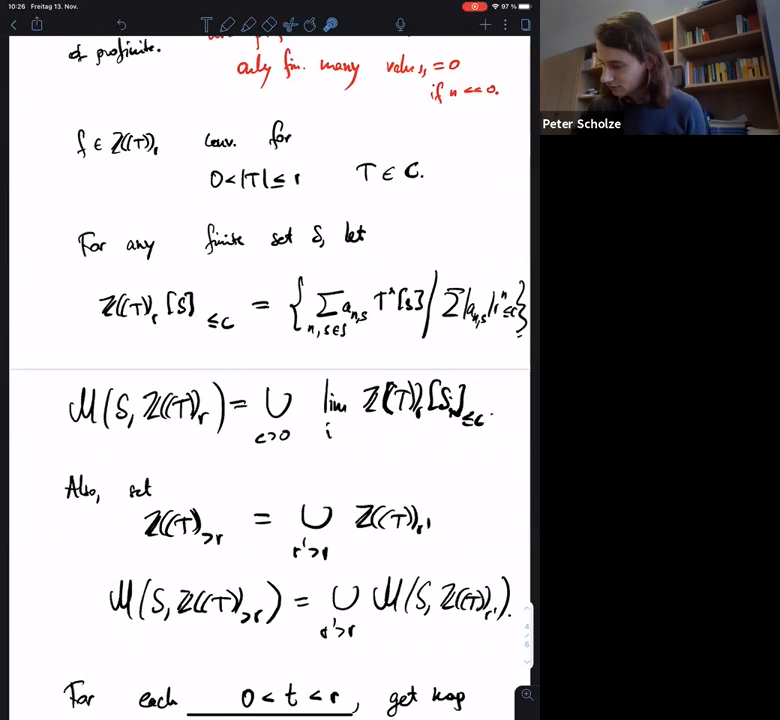 10:26 Freitag 13. Nov.
97 %
of profinite.
only fin. many values, = 0
if n << 0.
f ∈ ℤ((T))_r conv. for
0 < |T| ≤ r T ∈ ℂ.
For any finite set S, let
ℤ((T))_r [S]_{≤c} = { Σ_{n, s∈S} a_{n,s} T^n [s] | Σ |a_{n,s}| r^n ≤ c }
M(S, ℤ((T))_r) = ∪_{c>0} lim_i ℤ((T))_r [S_i]_{≤c}.
Also, set
ℤ((T))_{>r} = ∪_{r'>r} ℤ((T))_{r'}
M(S, ℤ((T))_{>r}) = ∪_{r'>r} M(S, ℤ((T))_{r'}).
For each 0 < t < r, get map
Peter Scholze
4
/
6